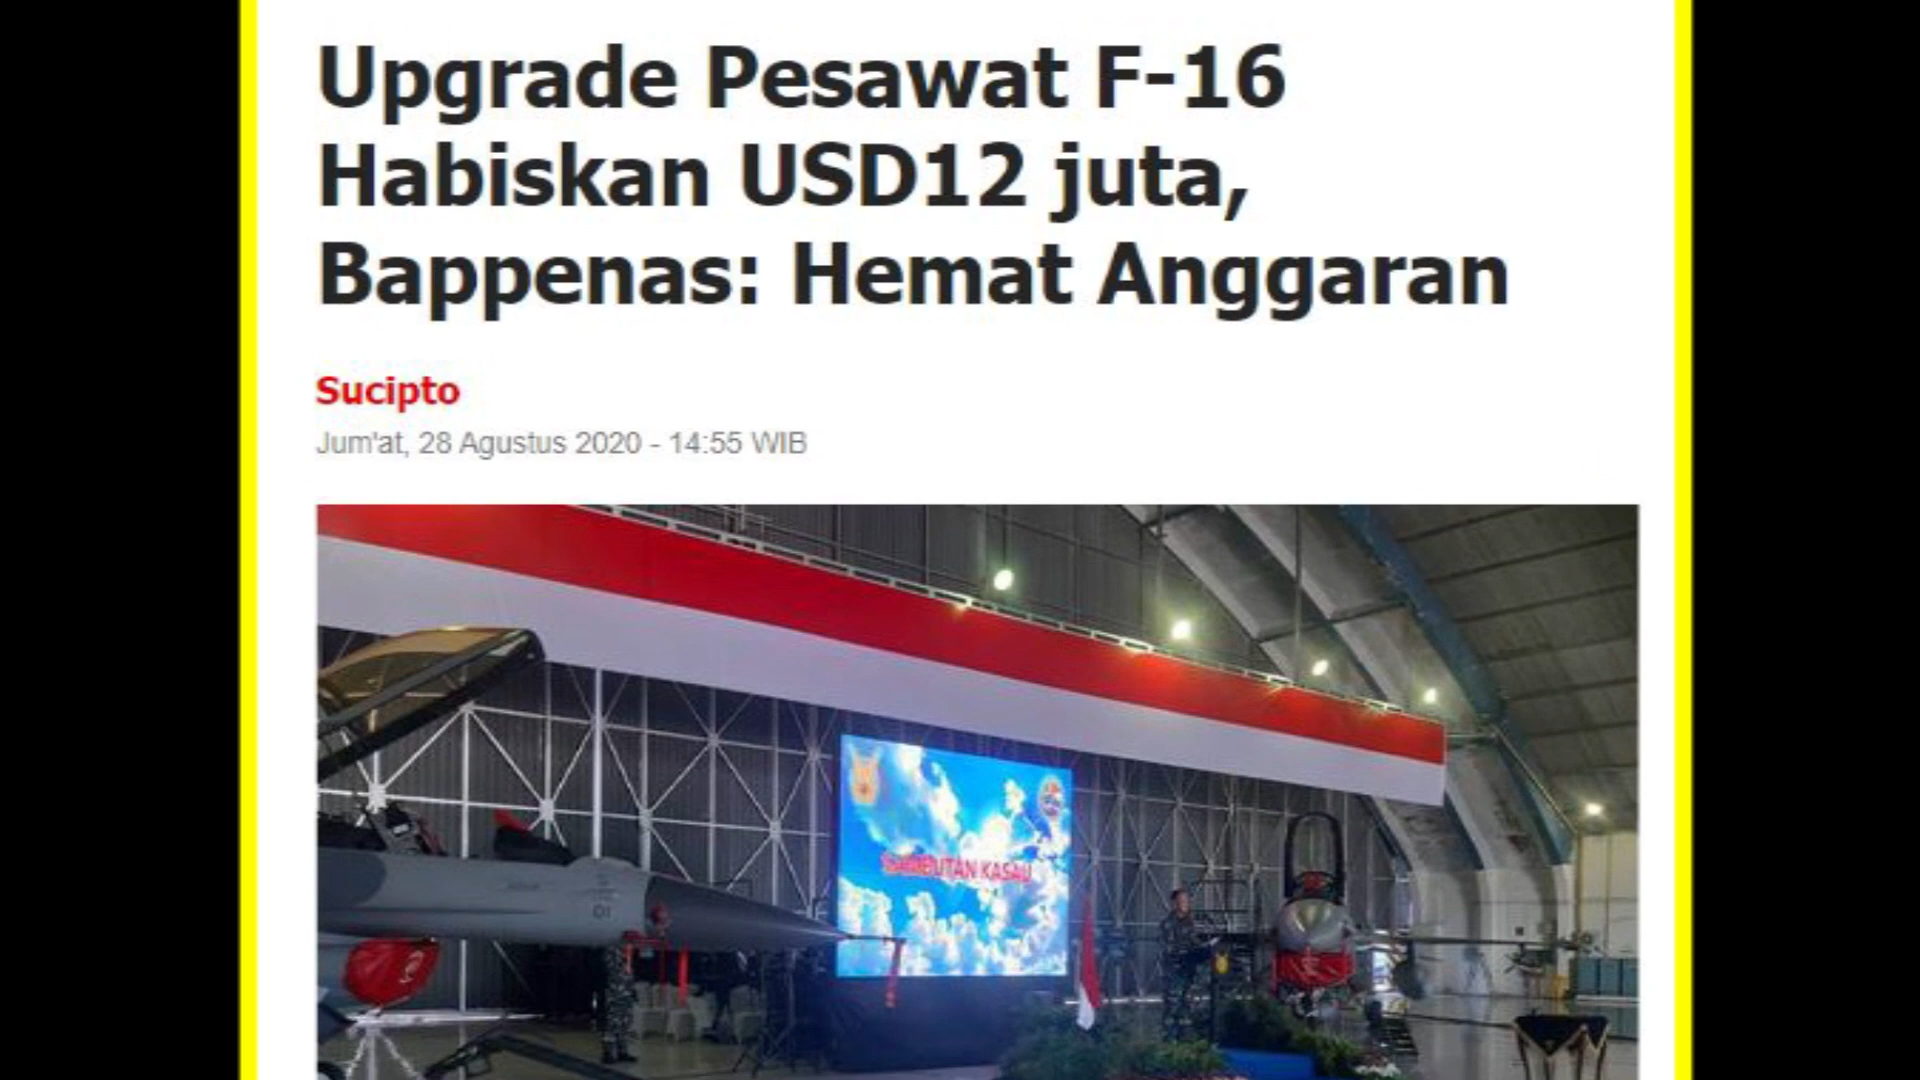 Upgrade Pesawat F-16
Habiskan USD12 juta,
Bappenas: Hemat Anggaran
Sucipto
Jum'at, 28 Agustus 2020 - 14:55 WIB
SAMBUTAN KASAU
01